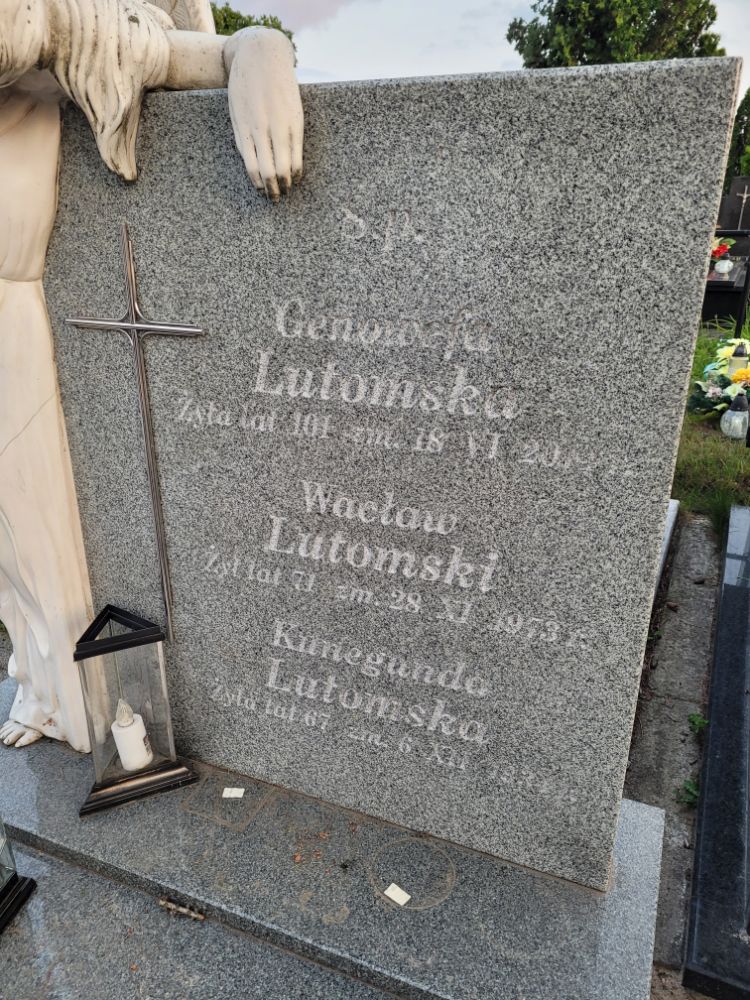 Ś.P.
Genowefa
Lutomska
Żyła lat 101 zm. 18 VI
Wacław
Lutomski
Żył lat 71 zm. 28 XI 1973 r.
Kunegunda
Lutomska
Żyła lat 67 zm. 6 XII